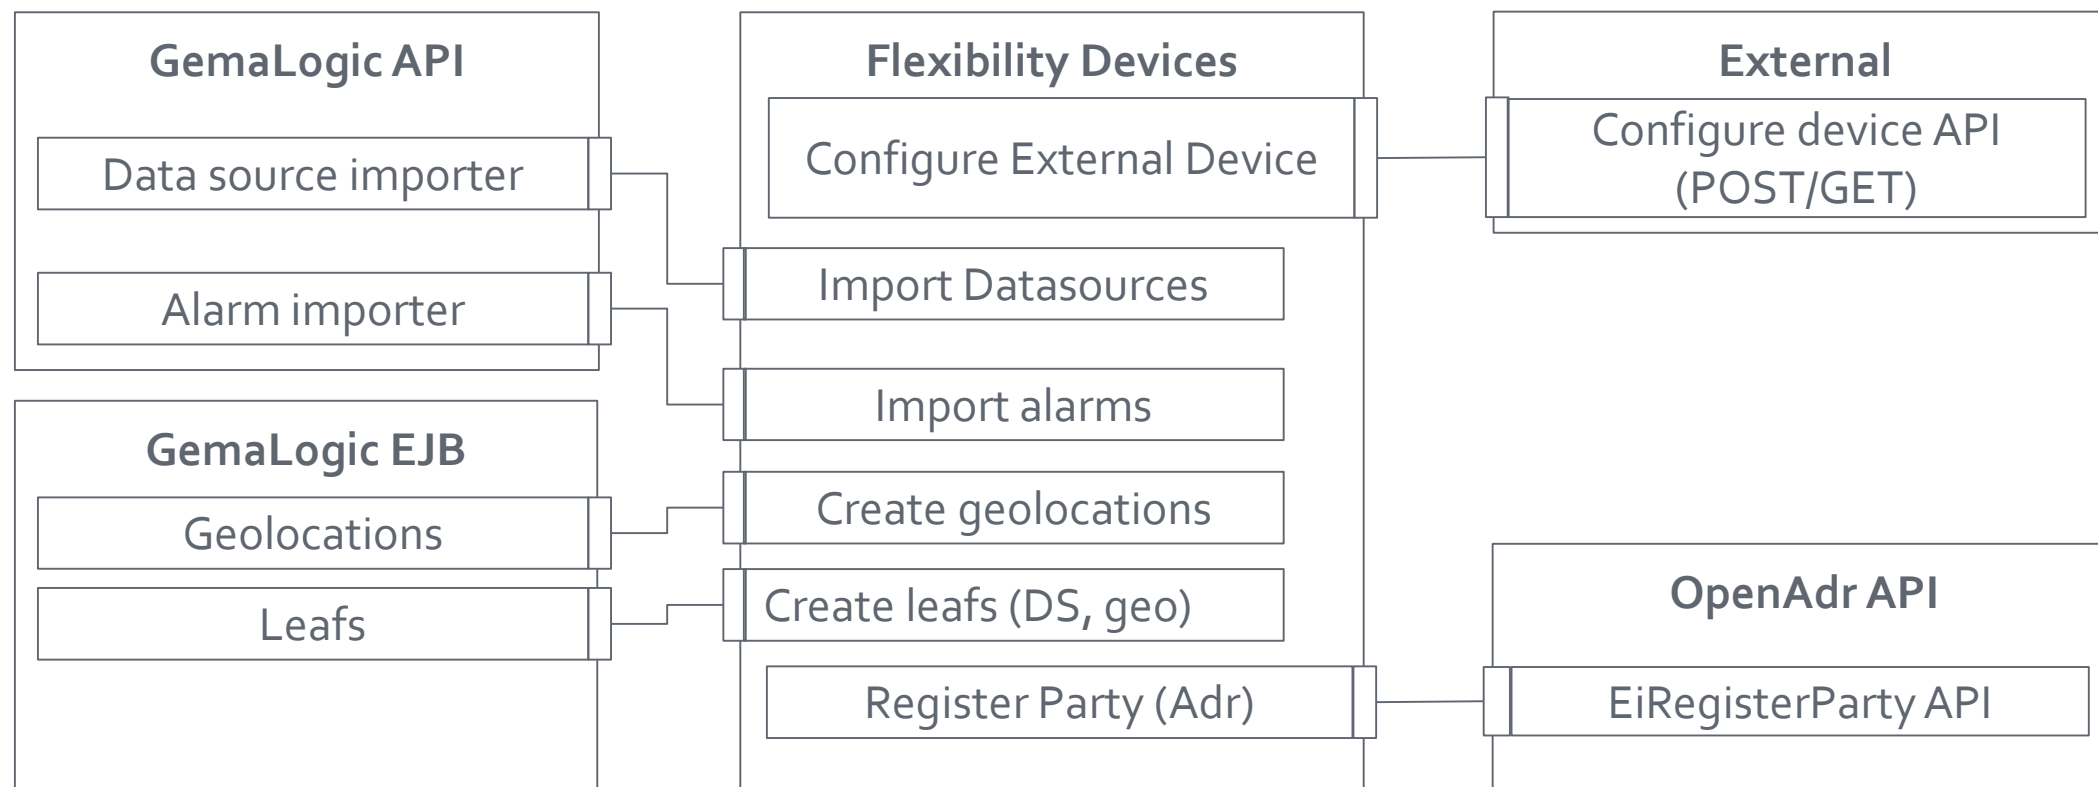 GemaLogic API
Data source importer
Alarm importer
GemaLogic EJB
Geolocations
Leafs
Flexibility Devices
Configure External Device
Import Datasources
Import alarms
Create geolocations
Create leafs (DS, geo)
Register Party (Adr)
External
Configure device API
(POST/GET)
OpenAdr API
EiRegisterParty API